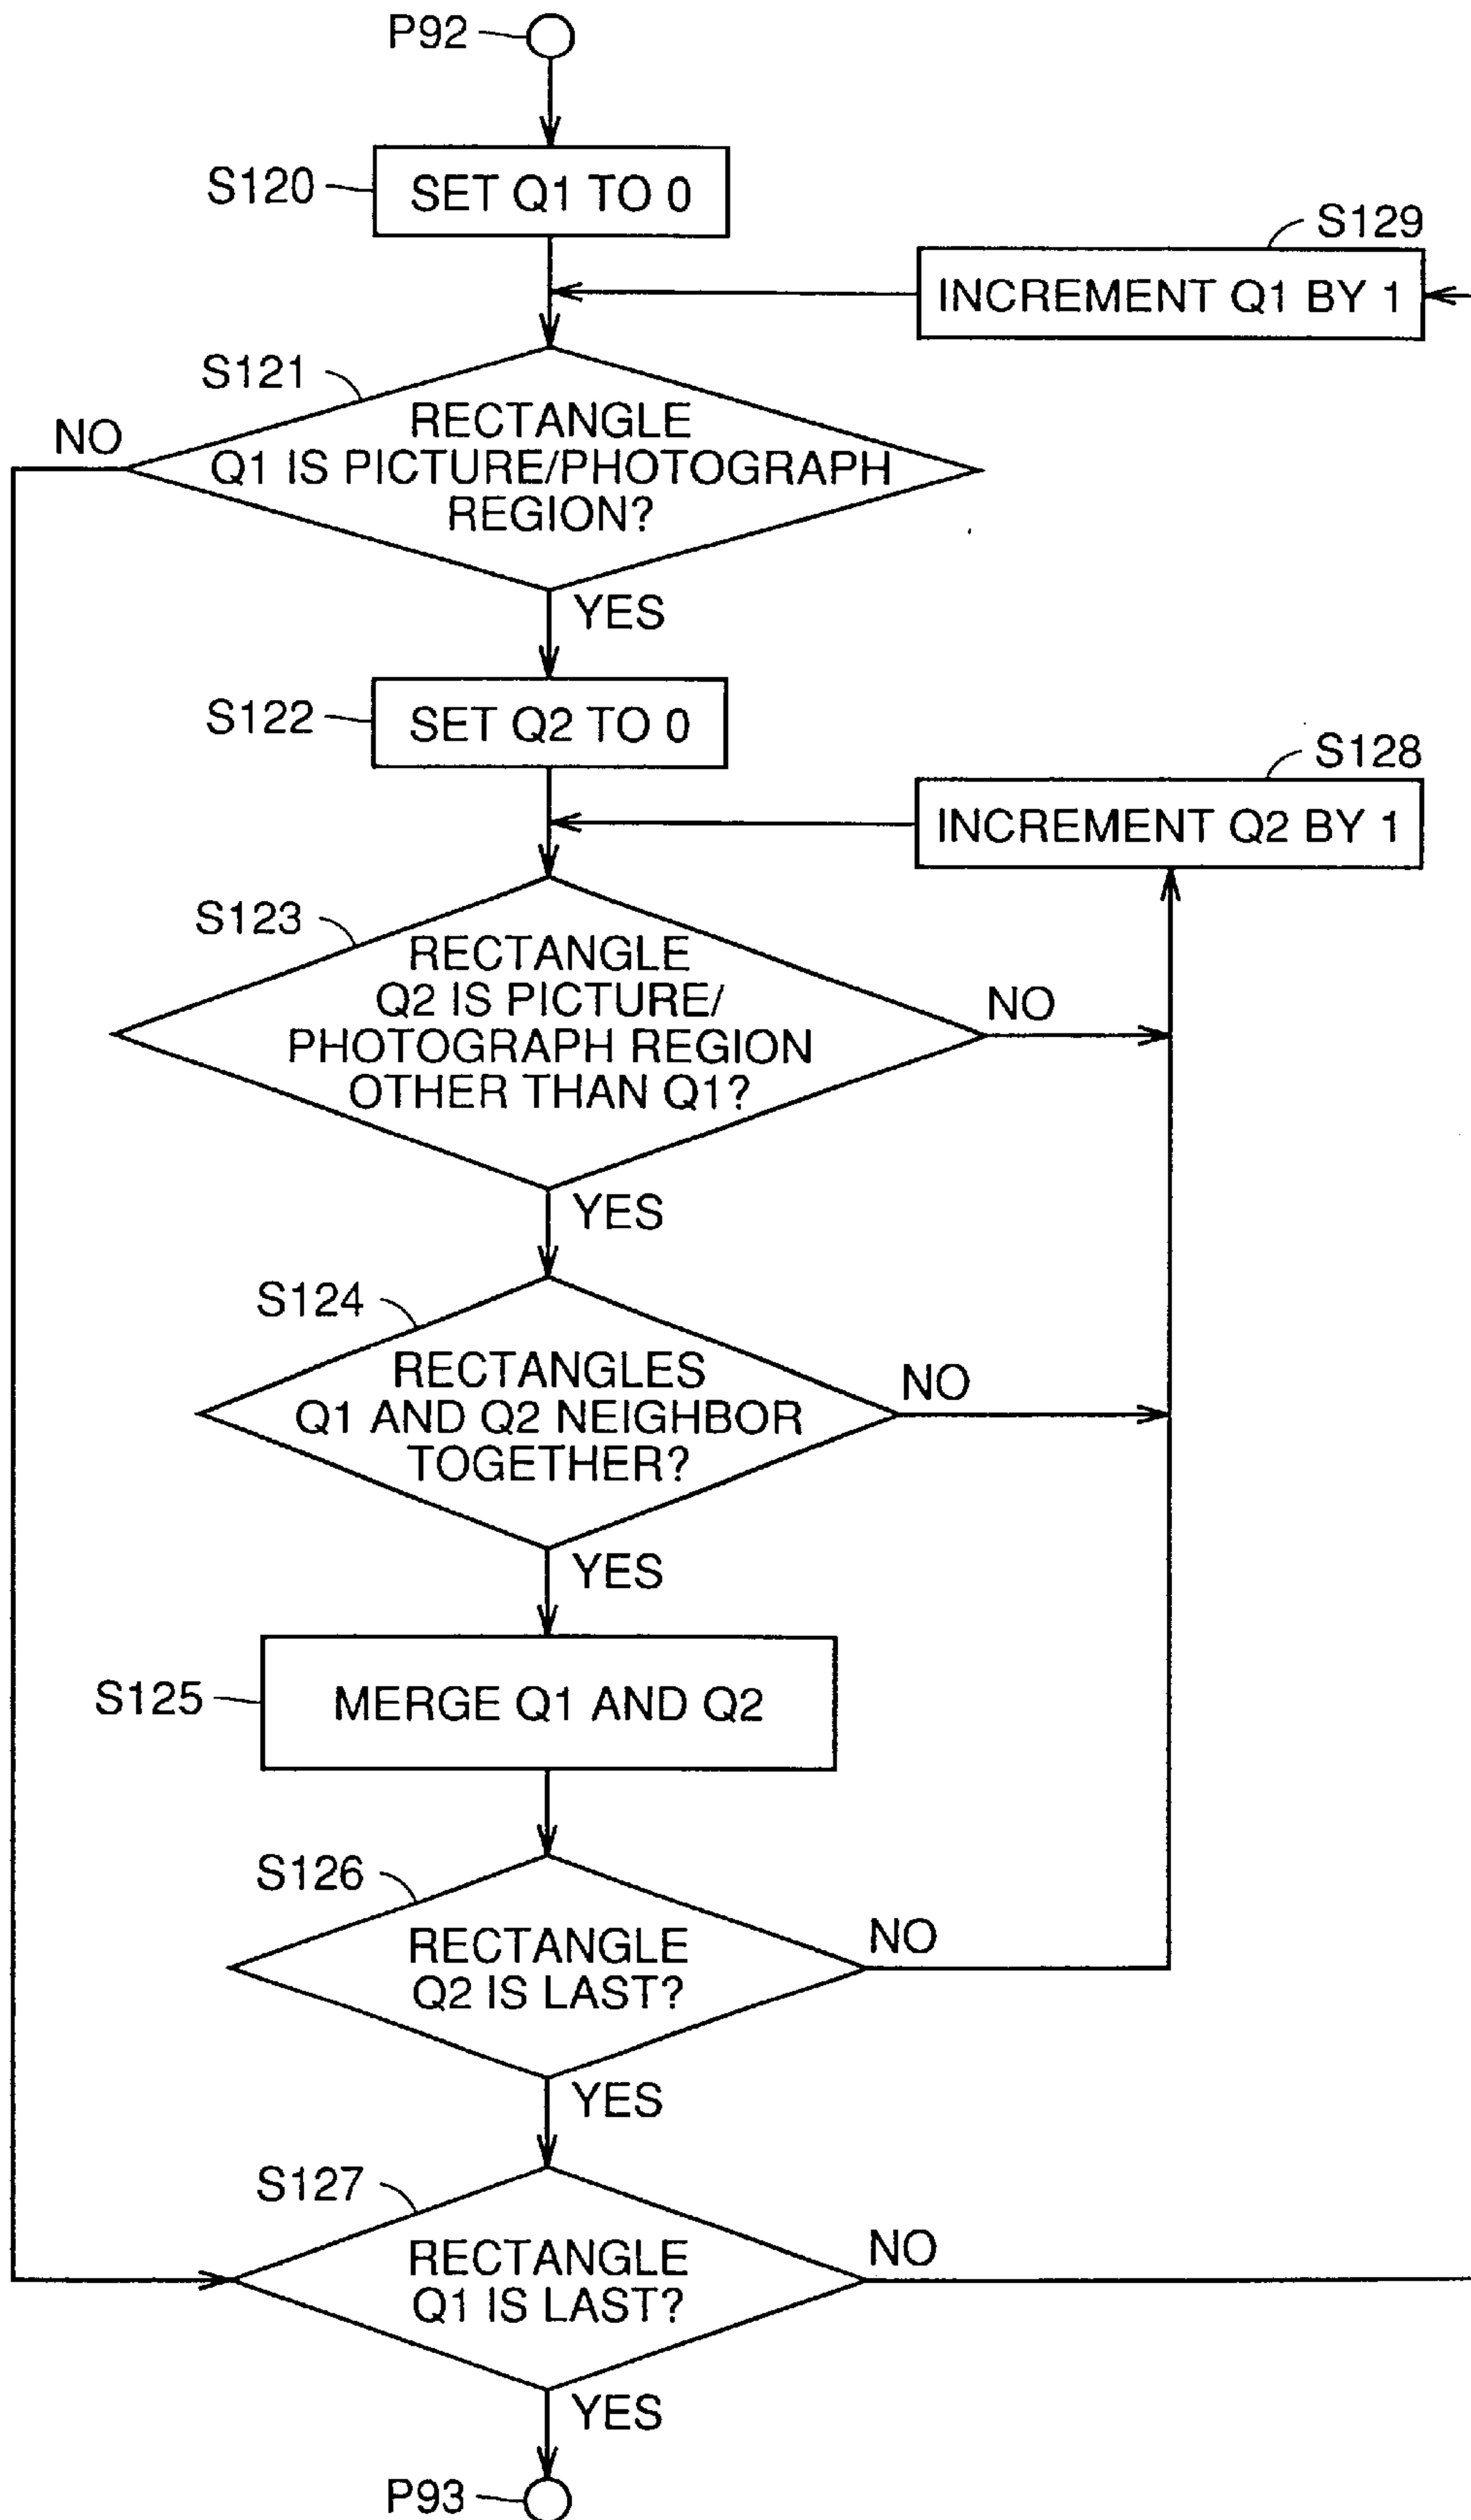 P92
S120
SET Q1 TO 0
S129
INCREMENT Q1 BY 1
S121
NO
RECTANGLE
Q1 IS PICTURE/PHOTOGRAPH
REGION?
YES
S122
SET Q2 TO 0
S128
INCREMENT Q2 BY 1
S123
RECTANGLE
Q2 IS PICTURE/
PHOTOGRAPH REGION
OTHER THAN Q1?
NO
YES
S124
RECTANGLES
Q1 AND Q2 NEIGHBOR
TOGETHER?
NO
YES
S125
MERGE Q1 AND Q2
S126
RECTANGLE
Q2 IS LAST?
NO
YES
S127
RECTANGLE
Q1 IS LAST?
NO
YES
P93